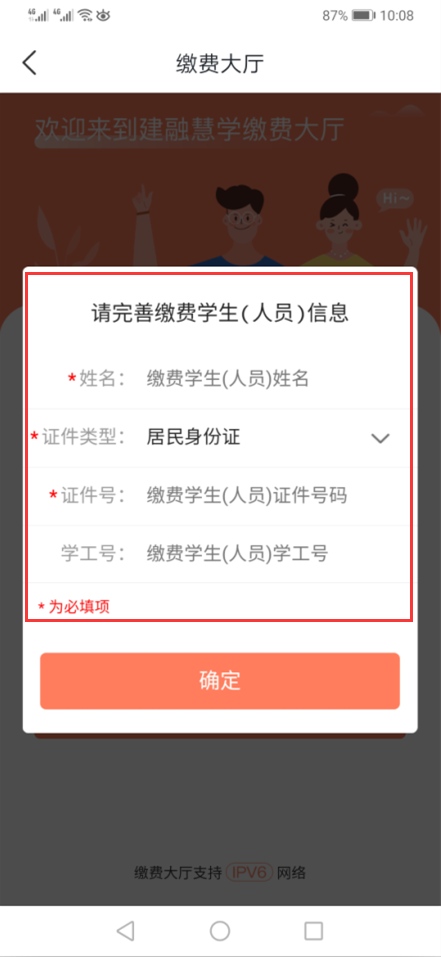 4G 4G 87% 10:08
缴费大厅
欢迎来到建融慧学缴费大厅
Hi~
请完善缴费学生(人员)信息
*姓名： 缴费学生(人员)姓名
*证件类型： 居民身份证
*证件号： 缴费学生(人员)证件号码
学工号： 缴费学生(人员)学工号
*为必填项
确定
缴费大厅支持 IPV6 网络